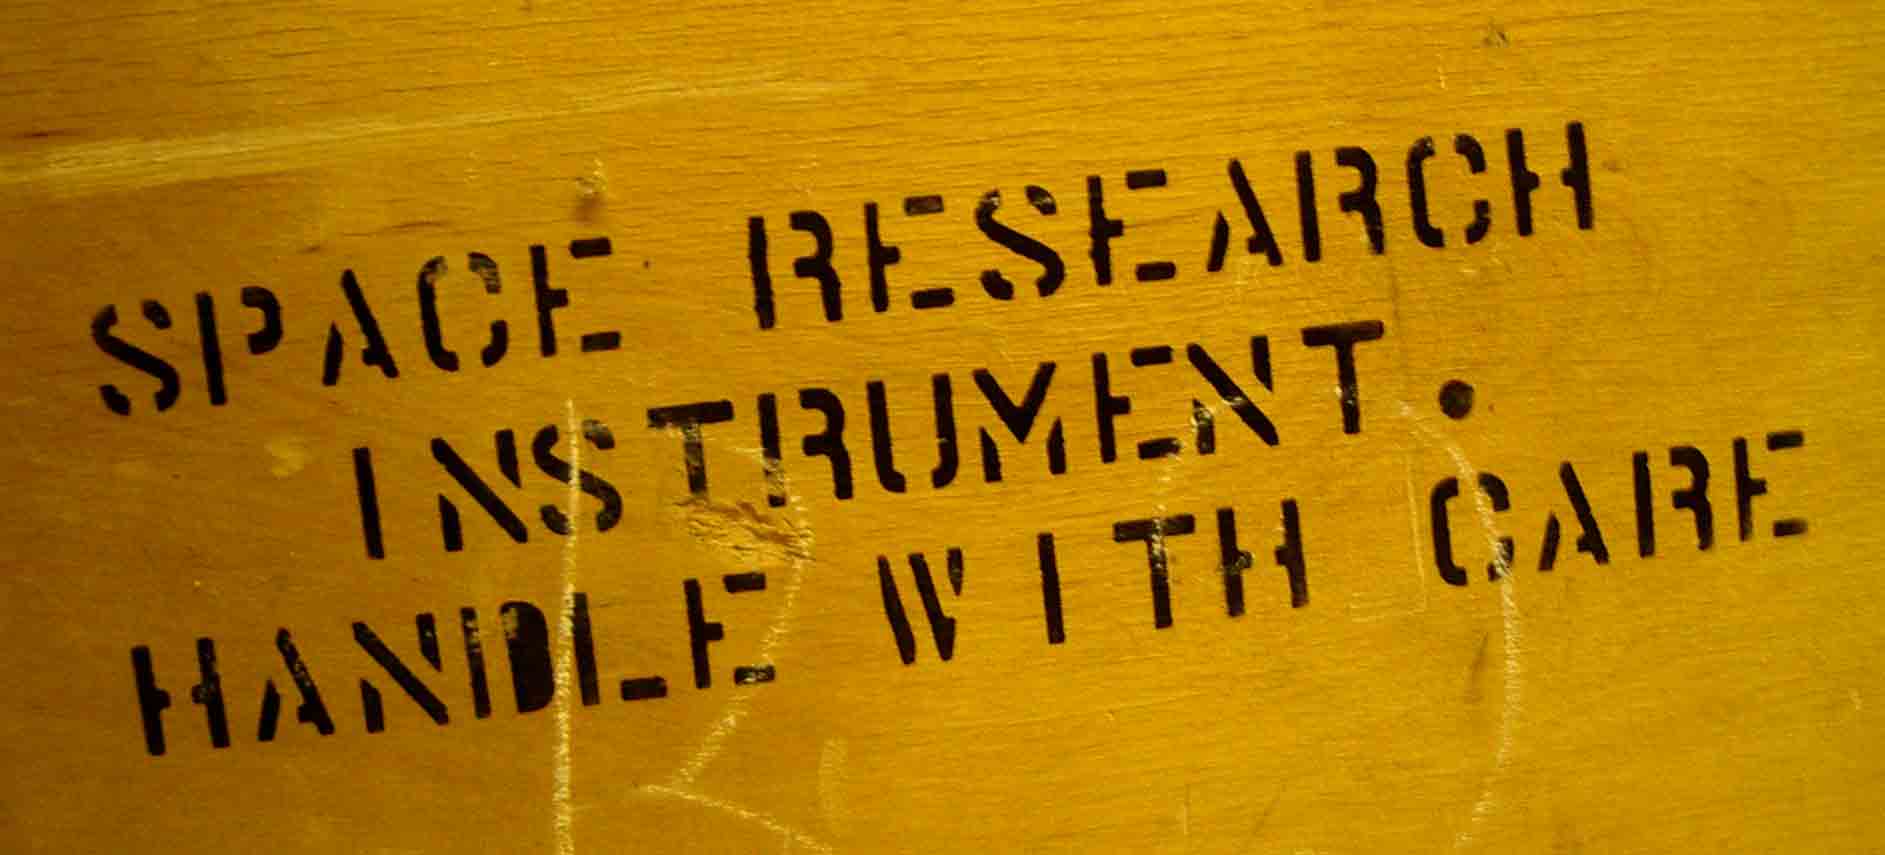 SPACE RESEARCH
INSTRUMENT.
HANDLE WITH CARE